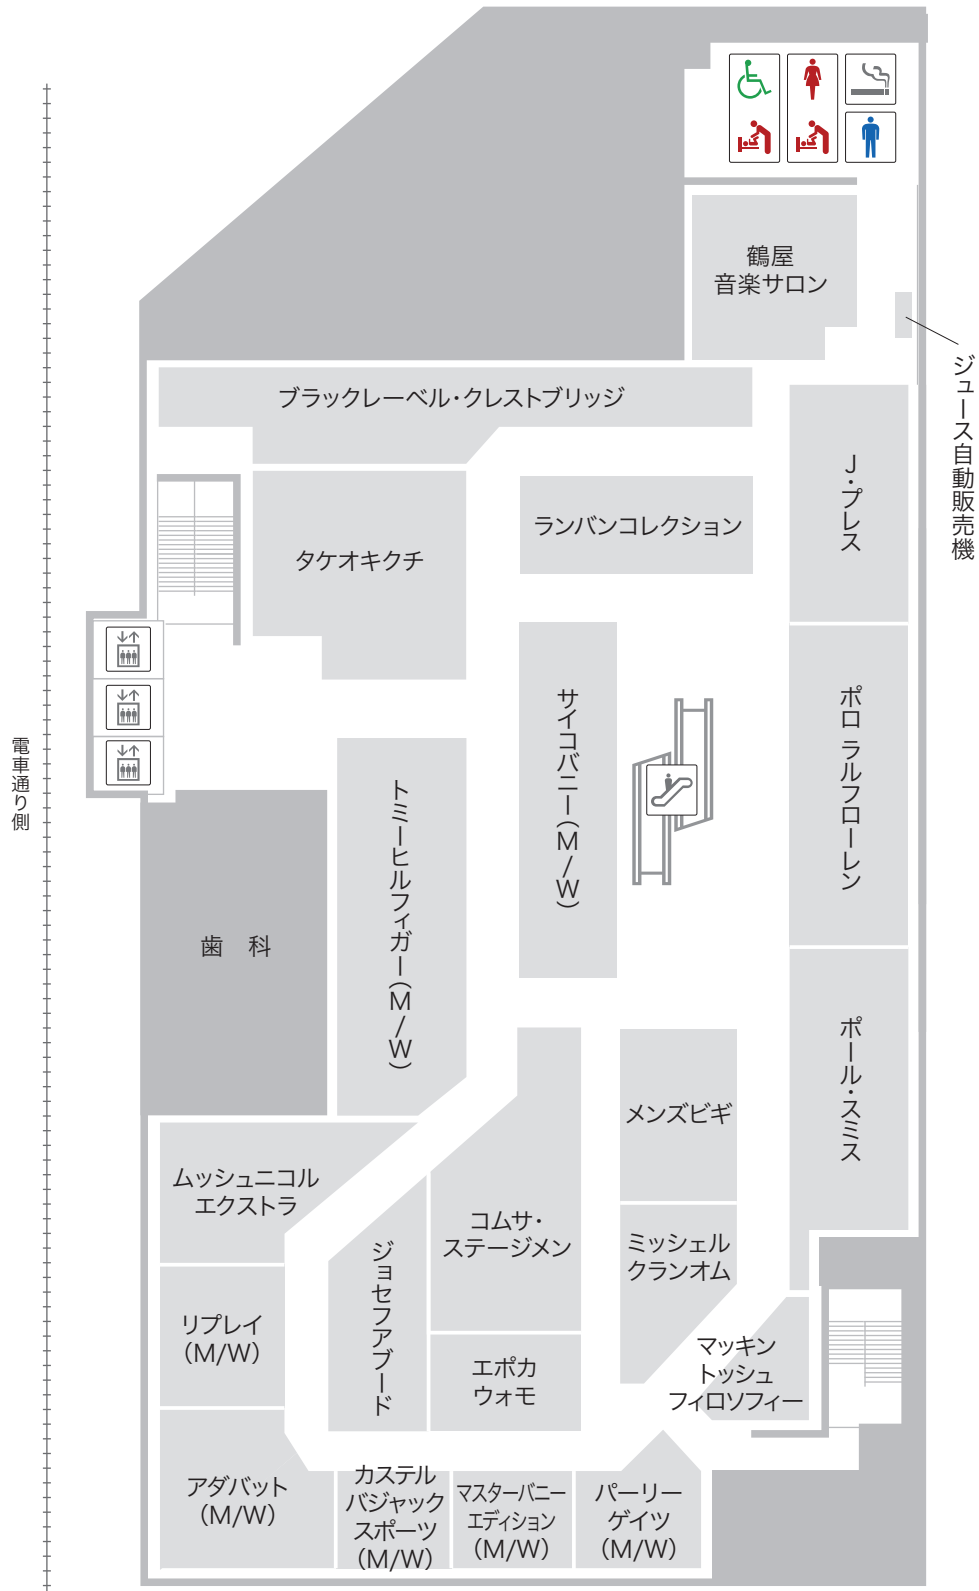 鶴屋
音楽サロン
ジュース自動販売機
ブラックレーベル・クレストブリッジ
J・プレス
ランバンコレクション
タケオキクチ
ポロ ラルフローレン
サイコバニー(M/W)
電車通り側
トミーヒルフィガー(M/W)
歯 科
ポール・スミス
メンズビギ
ムッシュニコル
エクストラ
コムサ・
ステージメン
ミッシェル
クランオム
ジョセフアブード
リプレイ
(M/W)
マッキン
トッシュ
フィロソフィー
エポカ
ウォモ
アダバット
(M/W)
カステル
バジャック
スポーツ
(M/W)
マスターバニー
エディション
(M/W)
パーリー
ゲイツ
(M/W)